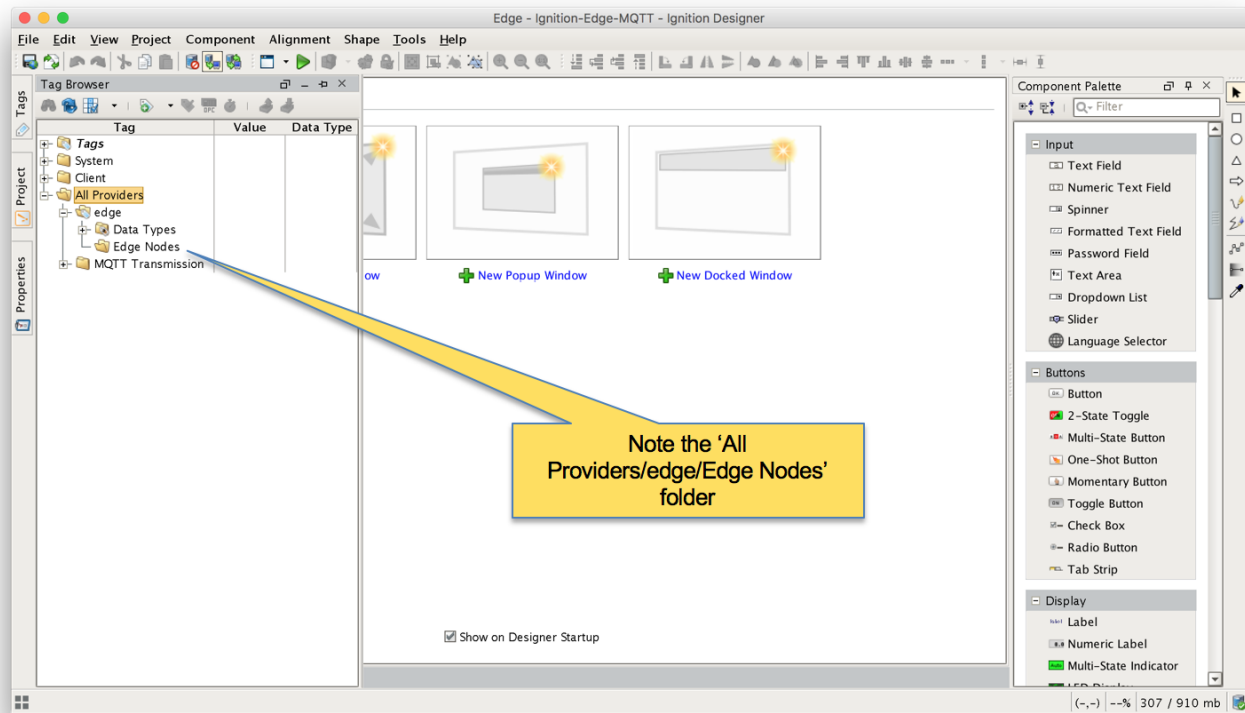 Edge - Ignition-Edge-MQTT - Ignition Designer
File Edit View Project Component Alignment Shape Tools Help
Tags
Project
Properties
Tag Browser
Tag Value Data Type
Tags
System
Client
All Providers
edge
Data Types
Edge Nodes
MQTT Transmission
ow
New Popup Window
New Docked Window
Note the ‘All
Providers/edge/Edge Nodes’
folder
Show on Designer Startup
Component Palette
Filter
Input
Text Field
Numeric Text Field
Spinner
Formatted Text Field
Password Field
Text Area
Dropdown List
Slider
Language Selector
Buttons
Button
2-State Toggle
Multi-State Button
One-Shot Button
Momentary Button
Toggle Button
Check Box
Radio Button
Tab Strip
Display
Label
Numeric Label
Multi-State Indicator
LED Display
(-,-) --% 307 / 910 mb